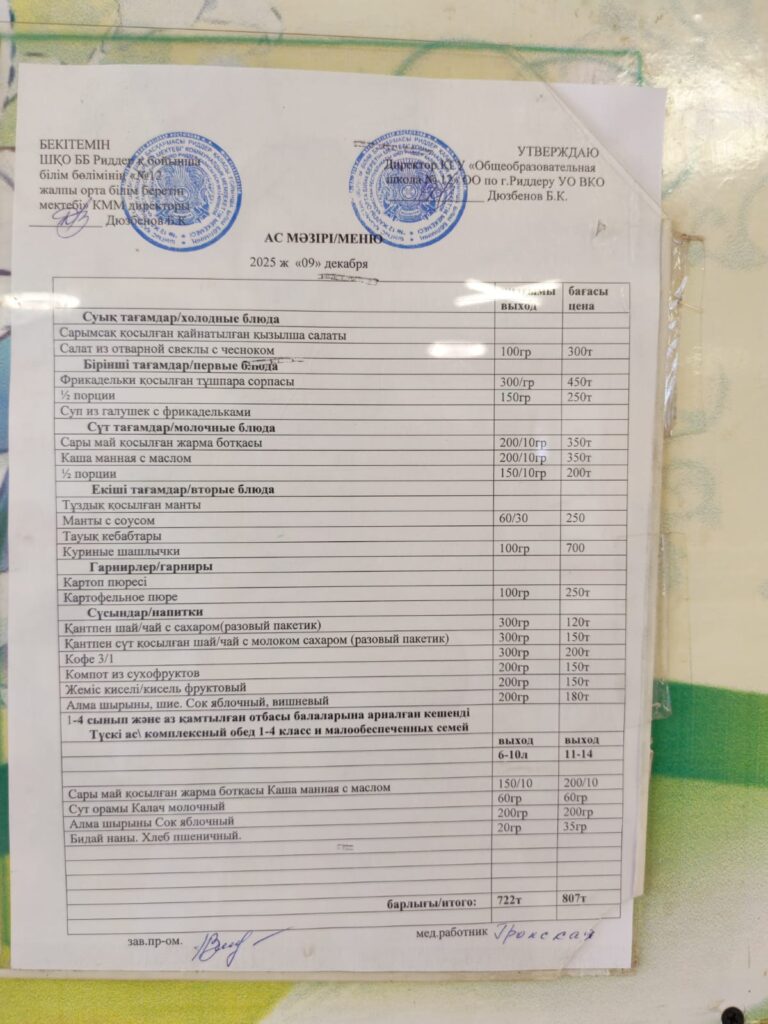 БЕКІТЕМІН
ШҚО ББ Риддер қ бойынша
білім бөлімінің «№12
жалпы орта білім беретін
мектебі» КММ директоры
Дюзбенов Б.К.
УТВЕРЖДАЮ
Директор КГУ «Общеобразовательная
школа № 12» ОО по г.Риддеру УО ВКО
Дюзбенов Б.К.
АС МӘЗІРІ/МЕНЮ
2025 ж «09» декабря
бағасы
выход цена
Суық тағамдар/холодные блюда
Сарымсақ қосылған қайнатылған қызылша салаты
Салат из отварной свеклы с чесноком 100гр 300т
Бірінші тағамдар/первые блюда
Фрикадельки қосылған тұшпара сорпасы 300/гр 450т
½ порции 150гр 250т
Суп из галушек с фрикадельками
Сүт тағамдар/молочные блюда
Сары май қосылған жарма ботқасы 200/10гр 350т
Каша манная с маслом 200/10гр 350т
½ порции 150/10гр 200т
Екіші тағамдар/вторые блюда
Тұздық қосылған манты
Манты с соусом 60/30 250
Тауық кебабтары
Куриные шашлычки 100гр 700
Гарнирлер/гарниры
Картоп пюресі
Картофельное пюре 100гр 250т
Сусындар/напитки
Қантпен шай/чай с сахаром(разовый пакетик) 300гр 120т
Қантпен сүт қосылған шай/чай с молоком сахаром (разовый пакетик) 300гр 150т
Кофе 3/1 300гр 200т
Компот из сухофруктов 200гр 150т
Жеміс киселі/кисель фруктовый 200гр 150т
Алма шырыны, шие. Сок яблочный, вишневый 200гр 180т
1-4 сынып және аз қамтылған отбасы балаларына арналған кешенді
Түскі ас\ комплексный обед 1-4 класс и малообеспеченных семей
выход выход
6-10л 11-14
Сары май қосылған жарма ботқасы Каша манная с маслом 150/10 200/10
Сут орамы Калач молочный 60гр 60гр
Алма шырыны Сок яблочный 200гр 200гр
Бидай наны. Хлеб пшеничный. 20гр 35гр
барлығы/итого: 722т 807т
зав.пр-ом.
мед.работник Тронская